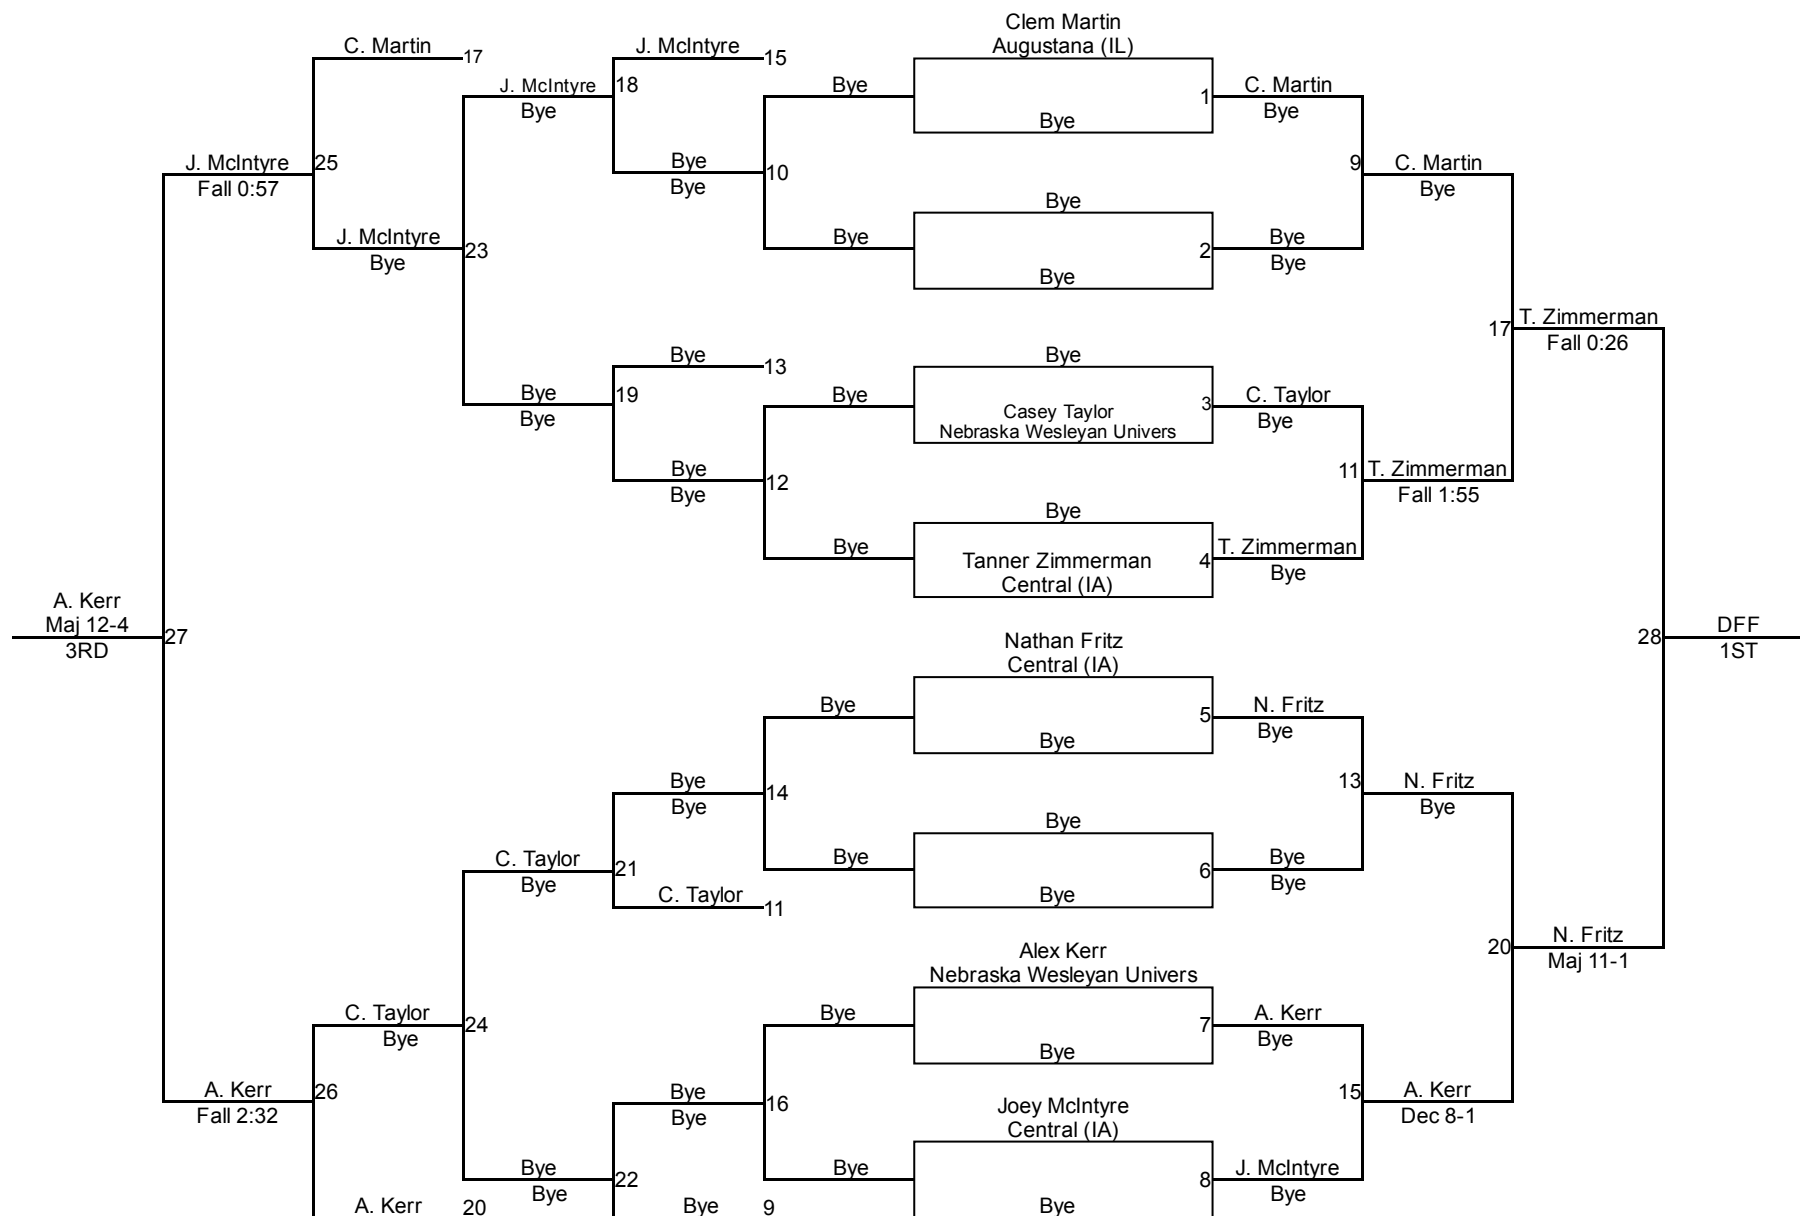 Clem Martin
Augustana (IL)
C. Martin
17
J. McIntyre
15
J. McIntyre
18
Bye
Bye
1
C. Martin
Bye
Bye
Bye
J. McIntyre
25
Fall 0:57
Bye
10
Bye
9
C. Martin
Bye
Bye
J. McIntyre
23
Bye
Bye
2
Bye
Bye
Bye
17
T. Zimmerman
Fall 0:26
Bye
13
Bye
Bye
19
Bye
Bye
3
C. Taylor
Bye
Casey Taylor
Nebraska Wesleyan Univers
Bye
12
Bye
11
T. Zimmerman
Fall 1:55
Bye
Bye
4
T. Zimmerman
Bye
Tanner Zimmerman
Central (IA)
A. Kerr
Maj 12-4
27
3RD
28
DFF
1ST
Nathan Fritz
Central (IA)
Bye
5
N. Fritz
Bye
Bye
Bye
14
Bye
13
N. Fritz
Bye
Bye
C. Taylor
21
Bye
Bye
6
Bye
Bye
Bye
C. Taylor
11
20
N. Fritz
Maj 11-1
Alex Kerr
Nebraska Wesleyan Univers
C. Taylor
24
Bye
Bye
7
A. Kerr
Bye
Bye
A. Kerr
26
Fall 2:32
Bye
16
Bye
15
A. Kerr
Dec 8-1
Joey McIntyre
Central (IA)
Bye
22
Bye
Bye
8
J. McIntyre
Bye
A. Kerr
20
Bye
9
Bye